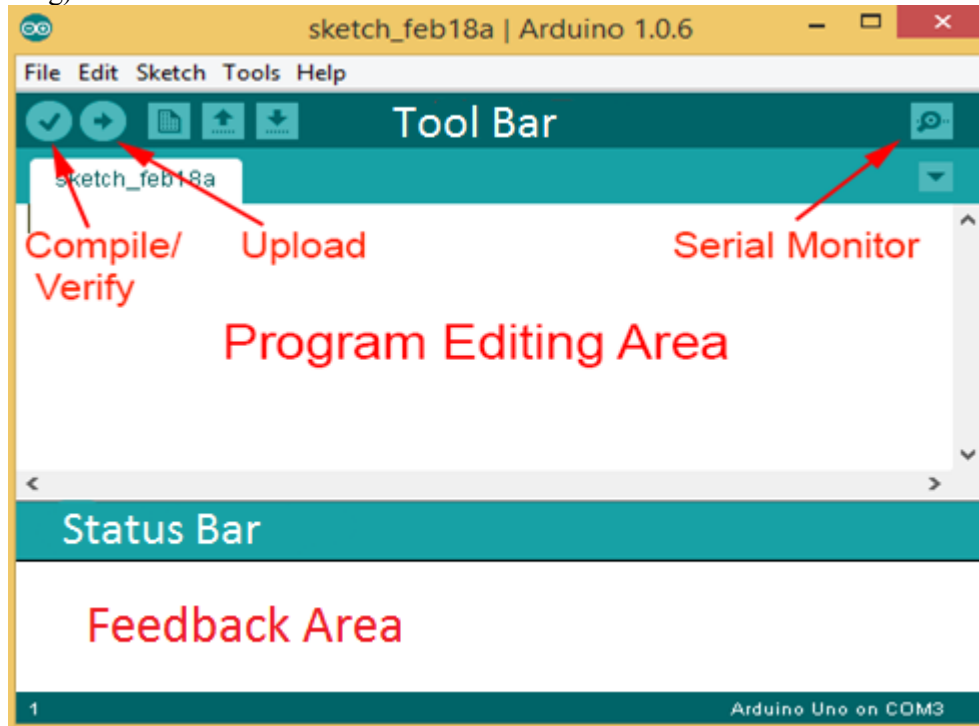 sketch_feb18a | Arduino 1.0.6
File Edit Sketch Tools Help
Tool Bar
sketch_feb18a
Compile/
Verify
Upload
Serial Monitor
Program Editing Area
Status Bar
Feedback Area
1
Arduino Uno on COM3